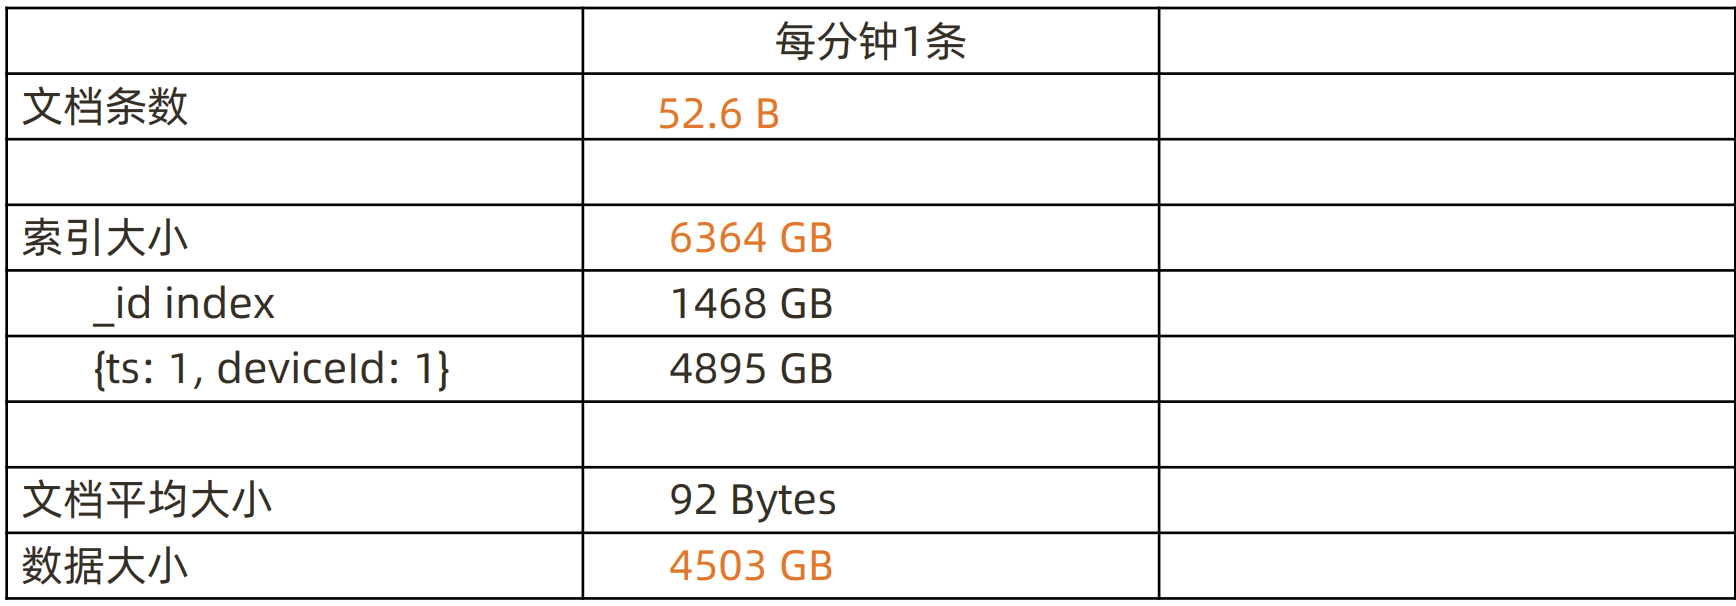 每分钟1条
文档条数 52.6 B
索引大小 6364 GB
_id index 1468 GB
{ts: 1, deviceId: 1} 4895 GB
文档平均大小 92 Bytes
数据大小 4503 GB